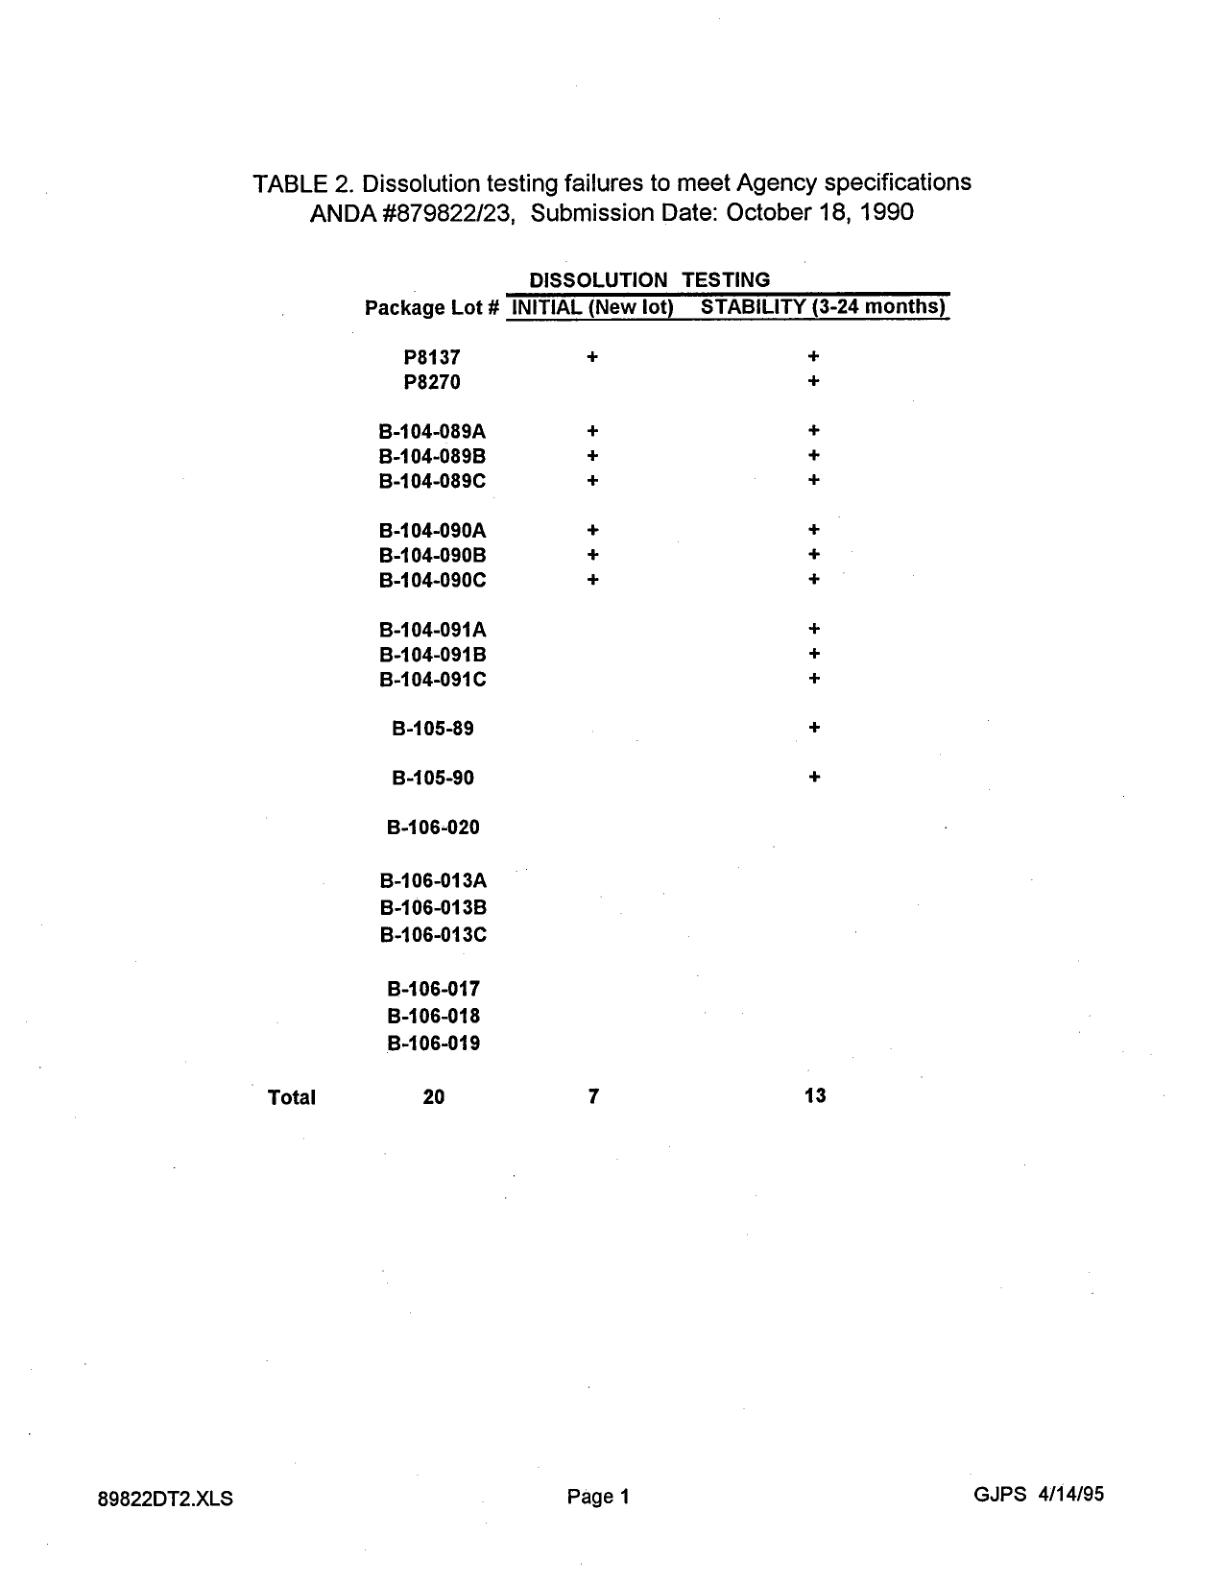 TABLE 2. Dissolution testing failures to meet Agency specifications
ANDA #879822/23, Submission Date: October 18, 1990
DISSOLUTION TESTING
Package Lot # INITIAL (New lot) STABILITY (3-24 months)
P8137 + +
P8270 +
B-104-089A + +
B-104-089B + +
B-104-089C + +
B-104-090A + +
B-104-090B + +
B-104-090C + +
B-104-091A +
B-104-091B +
B-104-091C +
B-105-89 +
B-105-90 +
B-106-020
B-106-013A
B-106-013B
B-106-013C
B-106-017
B-106-018
B-106-019
Total 20 7 13
89822DT2.XLS Page 1 GJPS 4/14/95